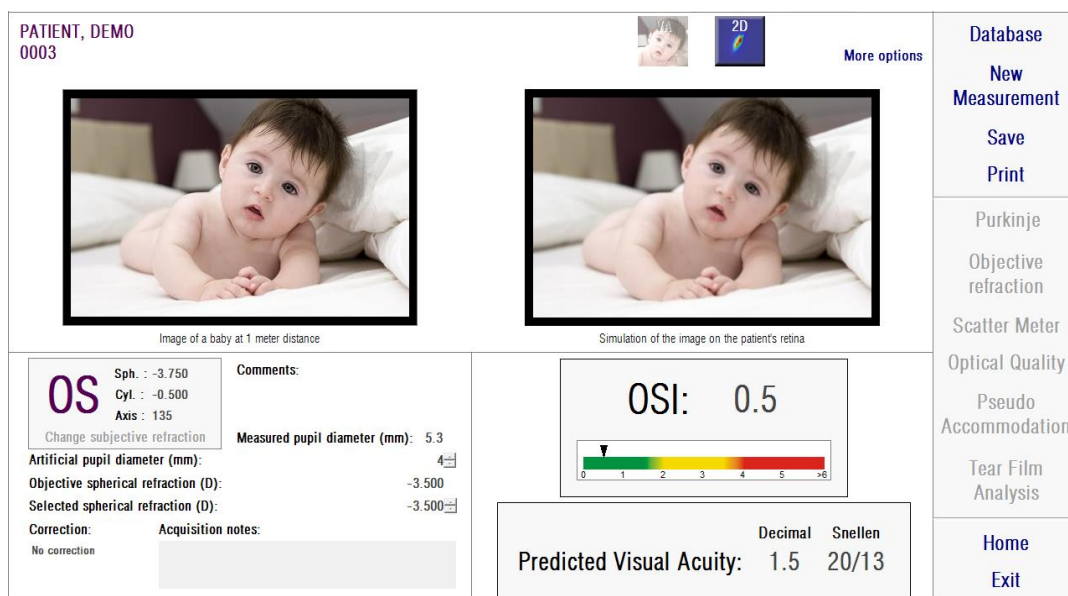 PATIENT, DEMO
0003
VA
2D
More options
Image of a baby at 1 meter distance
Simulation of the image on the patient's retina
OS
Sph. : -3.750
Cyl. : -0.500
Axis : 135
Change subjective refraction
Comments:
Measured pupil diameter (mm): 5.3
Artificial pupil diameter (mm): 4
Objective spherical refraction (D): -3.500
Selected spherical refraction (D): -3.500
Correction: Acquisition notes:
No correction
OSI: 0.5
0 1 2 3 4 5 >6
Decimal Snellen
Predicted Visual Acuity: 1.5 20/13
Database
New
Measurement
Save
Print
Purkinje
Objective
refraction
Scatter Meter
Optical Quality
Pseudo
Accommodation
Tear Film
Analysis
Home
Exit